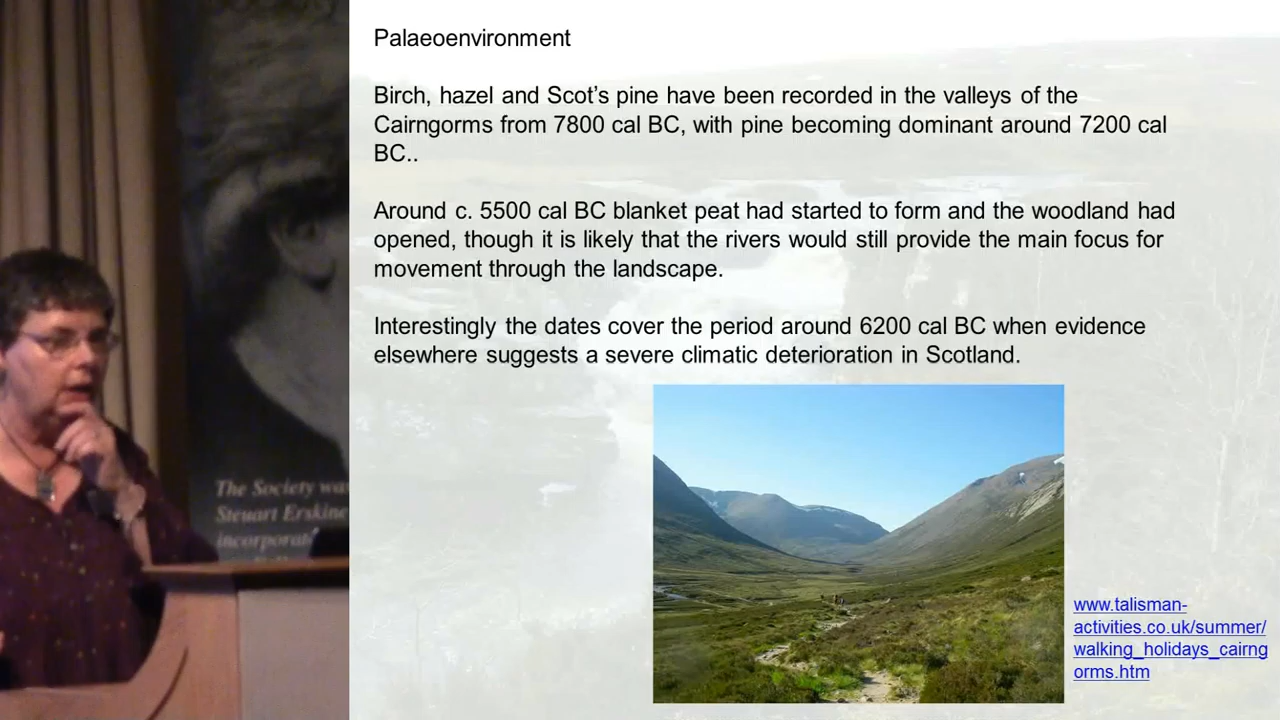 Palaeoenvironment
Birch, hazel and Scot's pine have been recorded in the valleys of the
Cairngorms from 7800 cal BC, with pine becoming dominant around 7200 cal
BC..
Around c. 5500 cal BC blanket peat had started to form and the woodland had
opened, though it is likely that the rivers would still provide the main focus for
movement through the landscape.
Interestingly the dates cover the period around 6200 cal BC when evidence
elsewhere suggests a severe climatic deterioration in Scotland.
The Society was
Steuart Erskine
incorporat
www.talisman-
activities.co.uk/summer/
walking_holidays_cairng
orms.htm